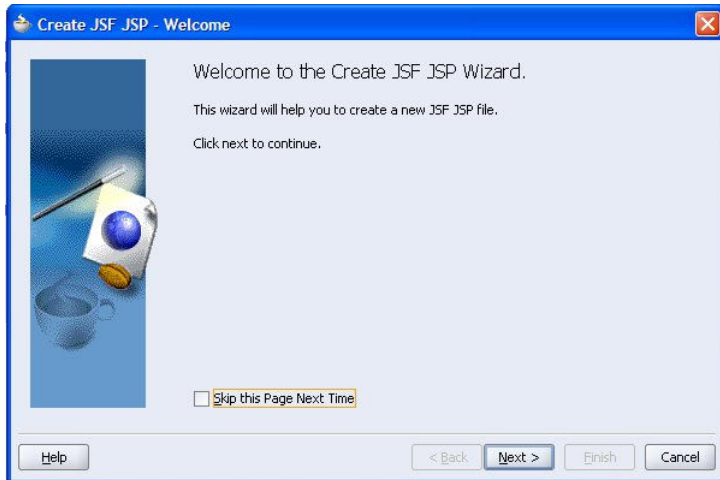 Create JSF JSP - Welcome
Welcome to the Create JSF JSP Wizard.
This wizard will help you to create a new JSF JSP file.
Click next to continue.
Skip this Page Next Time
Help
< Back
Next >
Finish
Cancel